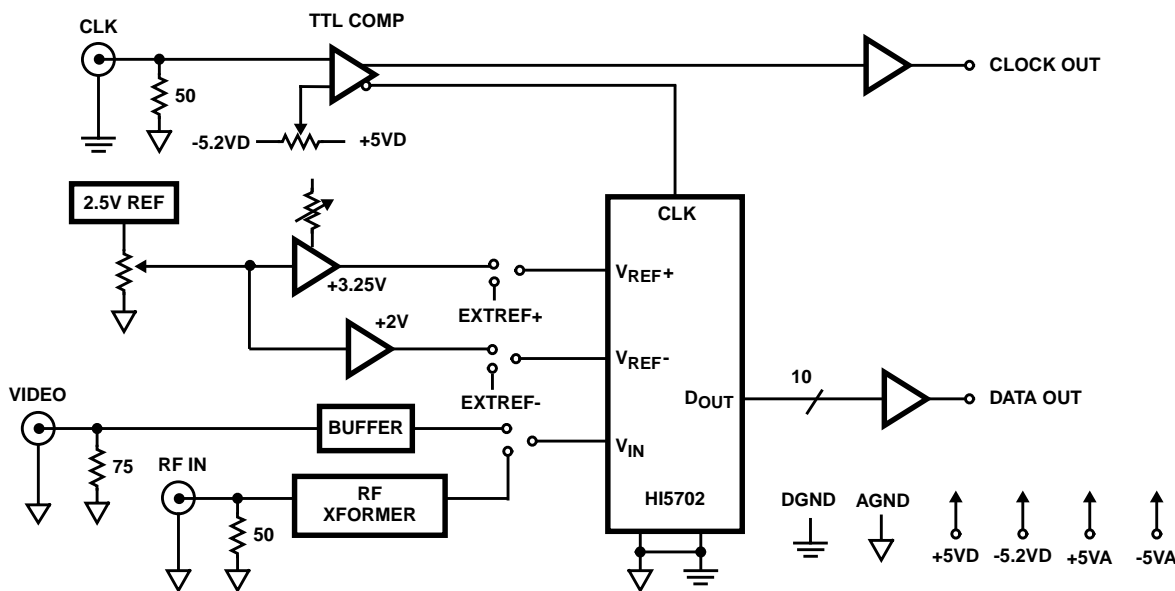 CLK
TTL COMP
CLOCK OUT
50
-5.2VD
+5VD
2.5V REF
CLK
+3.25V
VREF+
EXTREF+
+2V
VREF-
EXTREF-
10
DOUT
DATA OUT
VIDEO
BUFFER
VIN
75
RF IN
RF
XFORMER
50
HI5702
DGND
AGND
+5VD
-5.2VD
+5VA
-5VA